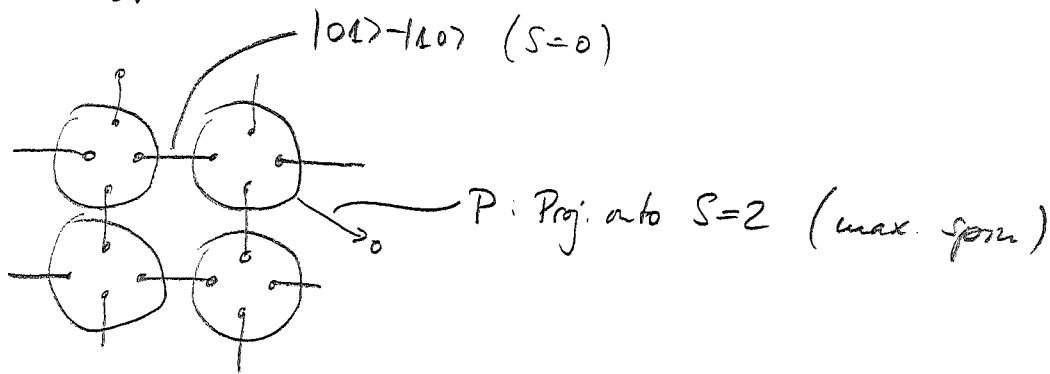 |01>-|10> (S=0)
P: Proj. onto S=2 (max. spin)